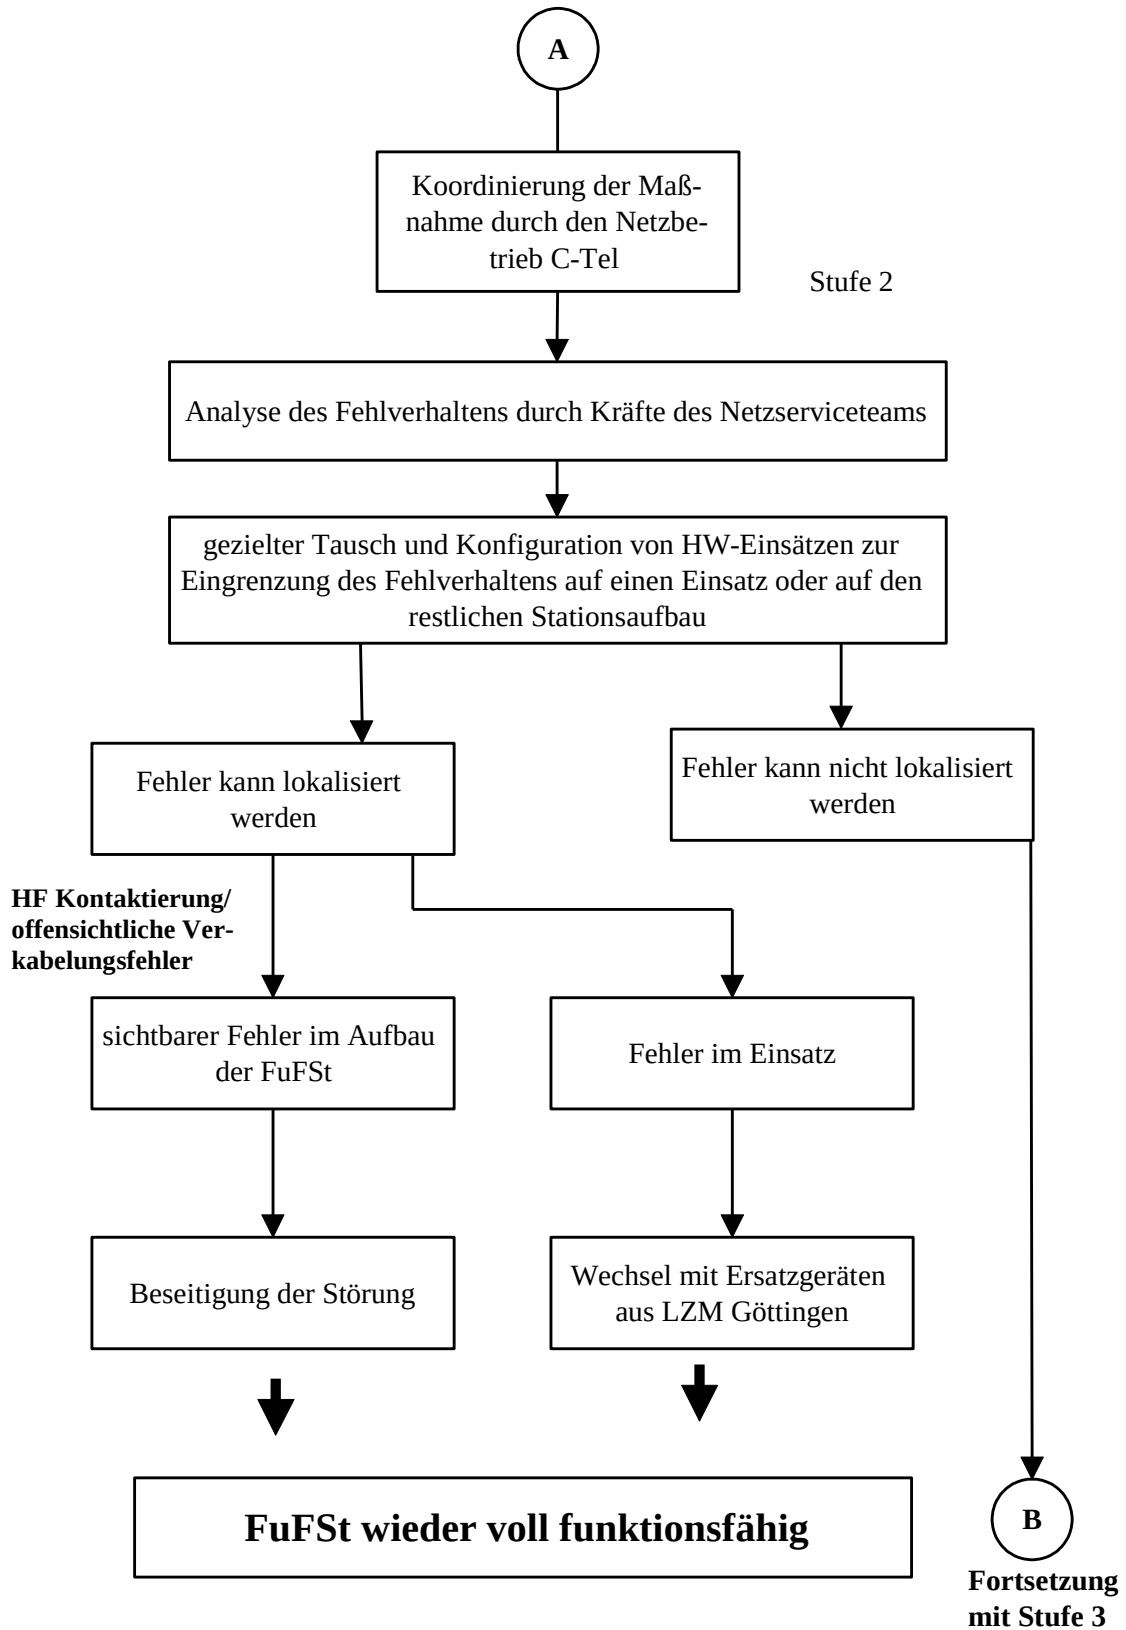 A
Koordinierung der Maß-
nahme durch den Netzbe-
trieb C-Tel
Stufe 2
Analyse des Fehlverhaltens durch Kräfte des Netzserviceteams
gezielter Tausch und Konfiguration von HW-Einsätzen zur
Eingrenzung des Fehlverhaltens auf einen Einsatz oder auf den
restlichen Stationsaufbau
Fehler kann lokalisiert
werden
Fehler kann nicht lokalisiert
werden
HF Kontaktierung/
offensichtliche Ver-
kabelungsfehler
sichtbarer Fehler im Aufbau
der FuFSt
Fehler im Einsatz
Beseitigung der Störung
Wechsel mit Ersatzgeräten
aus LZM Göttingen
FuFSt wieder voll funktionsfähig
B
Fortsetzung
mit Stufe 3